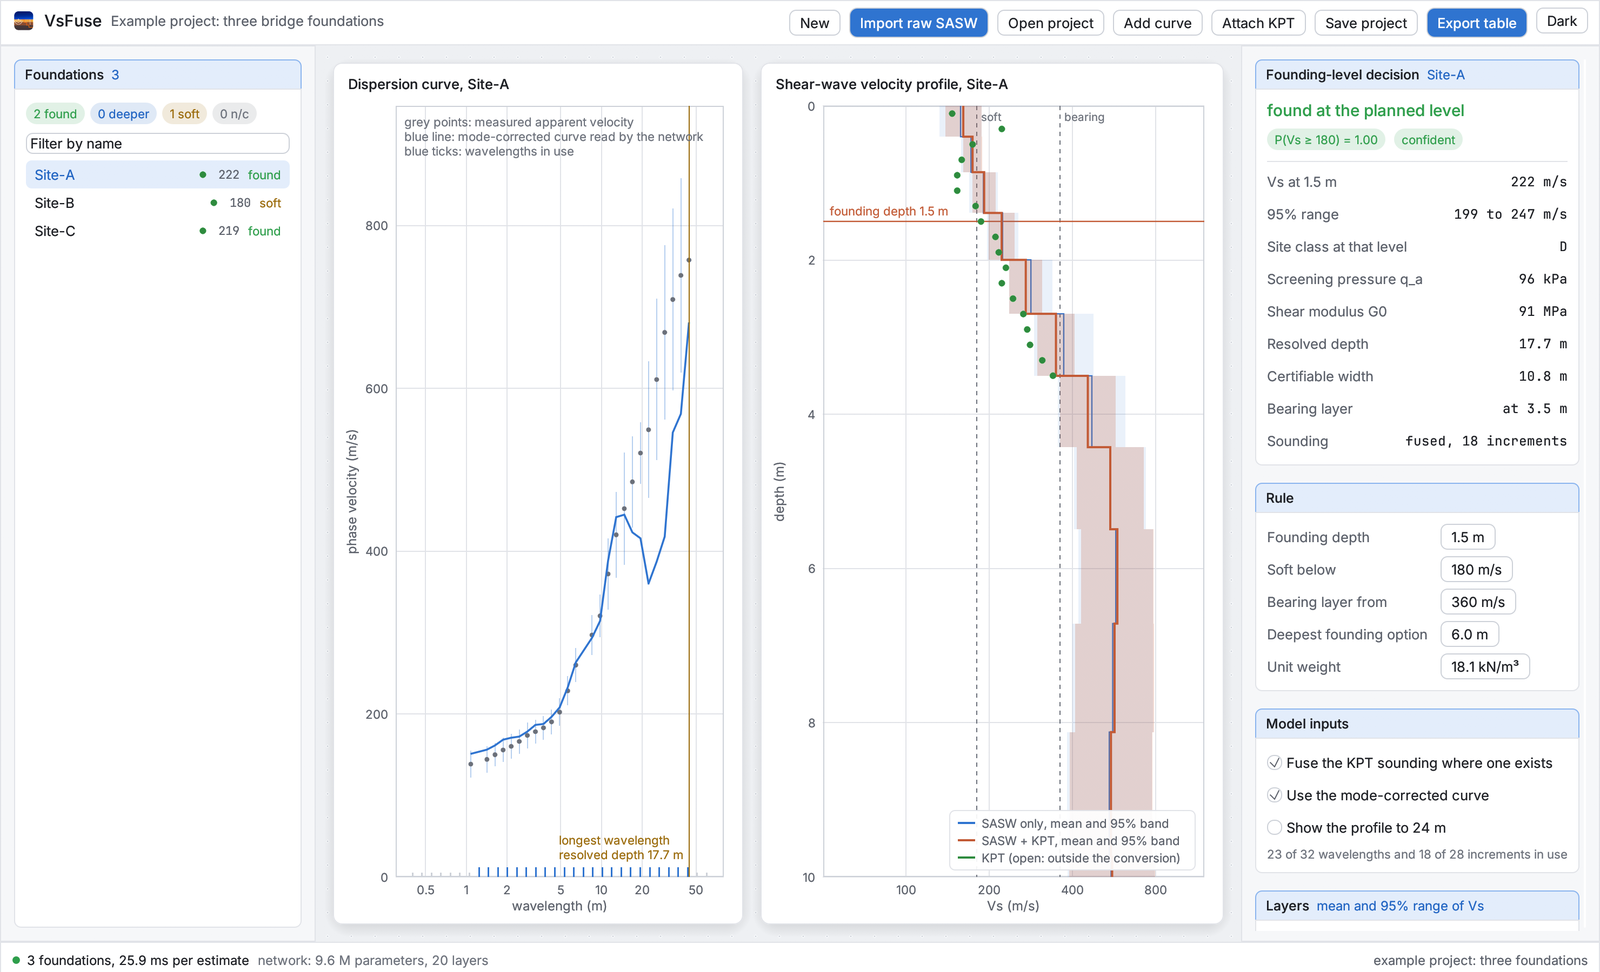 VsFuse Example project: three bridge foundations
New Import raw SASW Open project Add curve Attach KPT Save project Export table Dark
Foundations 3
2 found 0 deeper 1 soft 0 n/c
Filter by name
Site-A 222 found
Site-B 180 soft
Site-C 219 found
Dispersion curve, Site-A
grey points: measured apparent velocity
blue line: mode-corrected curve read by the network
blue ticks: wavelengths in use
phase velocity (m/s)
800
600
400
200
0
longest wavelength
resolved depth 17.7 m
0.5 1 2 5 10 20 50
wavelength (m)
Shear-wave velocity profile, Site-A
soft bearing
founding depth 1.5 m
depth (m)
0
2
4
6
8
10
SASW only, mean and 95% band
SASW + KPT, mean and 95% band
KPT (open: outside the conversion)
100 200 400 800
Vs (m/s)
Founding-level decision Site-A
found at the planned level
P(Vs ≥ 180) = 1.00 confident
Vs at 1.5 m 222 m/s
95% range 199 to 247 m/s
Site class at that level D
Screening pressure q_a 96 kPa
Shear modulus G0 91 MPa
Resolved depth 17.7 m
Certifiable width 10.8 m
Bearing layer at 3.5 m
Sounding fused, 18 increments
Rule
Founding depth 1.5 m
Soft below 180 m/s
Bearing layer from 360 m/s
Deepest founding option 6.0 m
Unit weight 18.1 kN/m³
Model inputs
Fuse the KPT sounding where one exists
Use the mode-corrected curve
Show the profile to 24 m
23 of 32 wavelengths and 18 of 28 increments in use
Layers mean and 95% range of Vs
3 foundations, 25.9 ms per estimate network: 9.6 M parameters, 20 layers
example project: three foundations